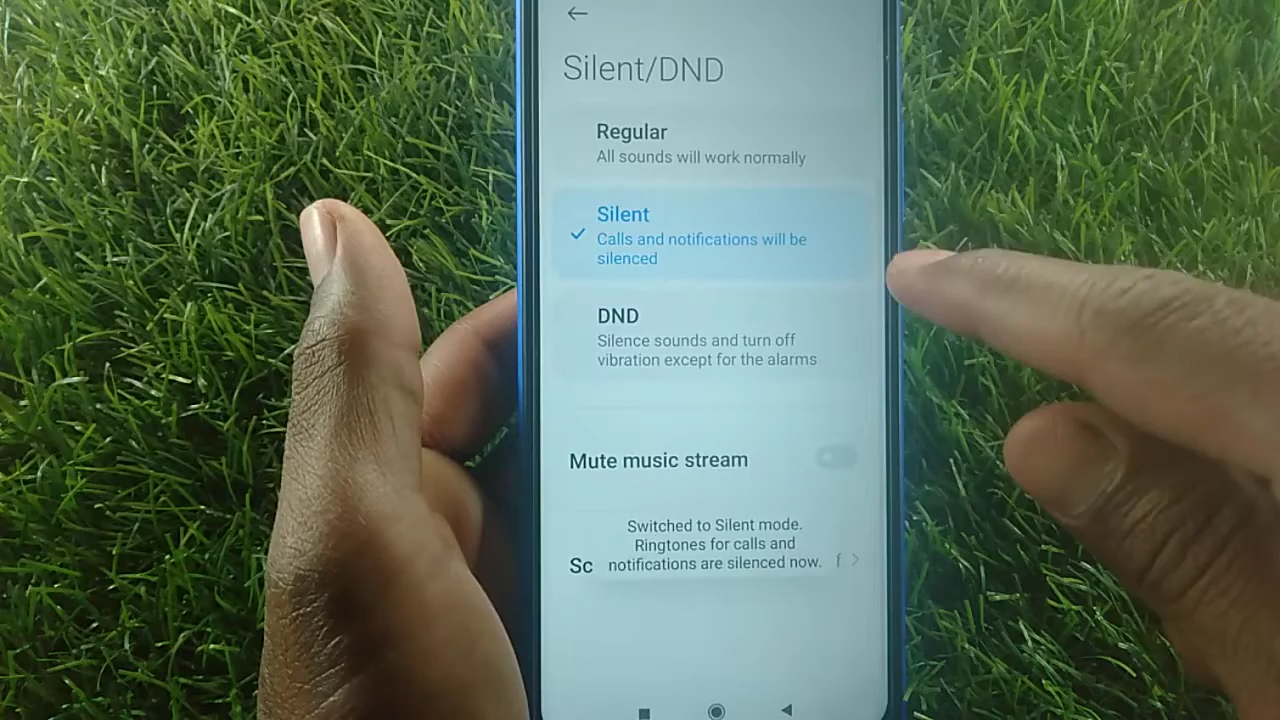 Silent/DND
Regular
All sounds will work normally
Silent
Calls and notifications will be
silenced
DND
Silence sounds and turn off
vibration except for the alarms
Mute music stream
Switched to Silent mode.
Ringtones for calls and
Sc notifications are silenced now. f